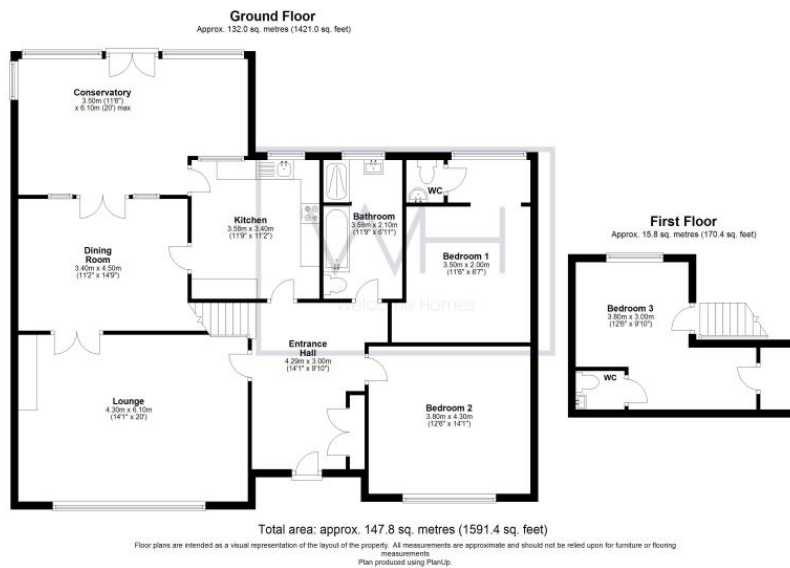 Ground Floor
Approx. 132.0 sq. metres (1421.0 sq. feet)
Conservatory
3.50m (11'6")
x 6.10m (20') max
Kitchen
3.58m x 3.40m
(11'9" x 11'2")
Bathroom
3.58m x 2.10m
(11'9" x 6'11")
WC
Bedroom 1
3.50m x 2.00m
(11'6" x 6'7")
Dining
Room
3.40m x 4.50m
(11'2" x 14'9")
WH
Welcome Homes
Entrance
Hall
4.29m x 3.00m
(14'1" x 9'10")
Lounge
4.30m x 6.10m
(14'1" x 20')
Bedroom 2
3.80m x 4.30m
(12'6" x 14'1")
First Floor
Approx. 15.8 sq. metres (170.4 sq. feet)
Bedroom 3
3.80m x 3.00m
(12'6" x 9'10")
WC
Total area: approx. 147.8 sq. metres (1591.4 sq. feet)
Floor plans are intended as a visual representation of the layout of the property. All measurements are approximate and should not be relied upon for furniture or flooring
measurements
Plan produced using PlanUp.